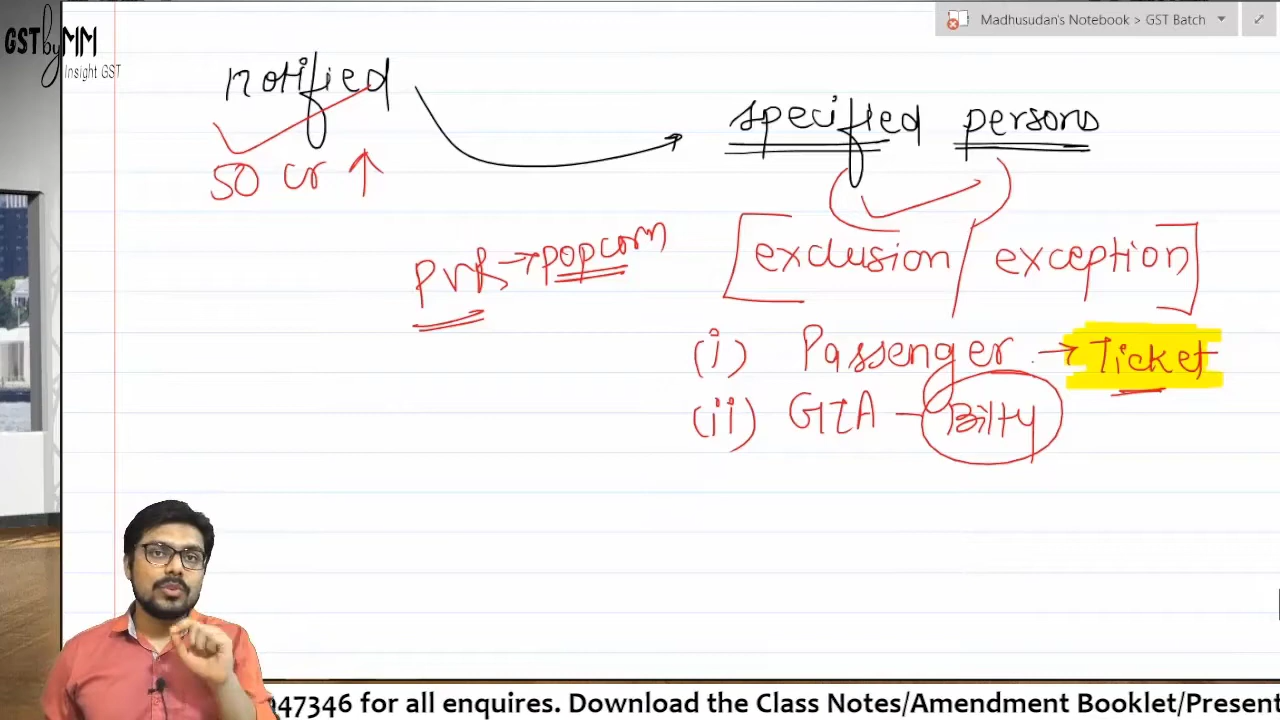 GST by MM
Insight GST
Madhusudan's Notebook > GST Batch
notified
50 cr ↑
specified persons
PVR → popcorn
[exclusion / exception]
(i) Passenger → Ticket
(ii) GTA - Bilty
947346 for all enquires. Download the Class Notes/Amendment Booklet/Present